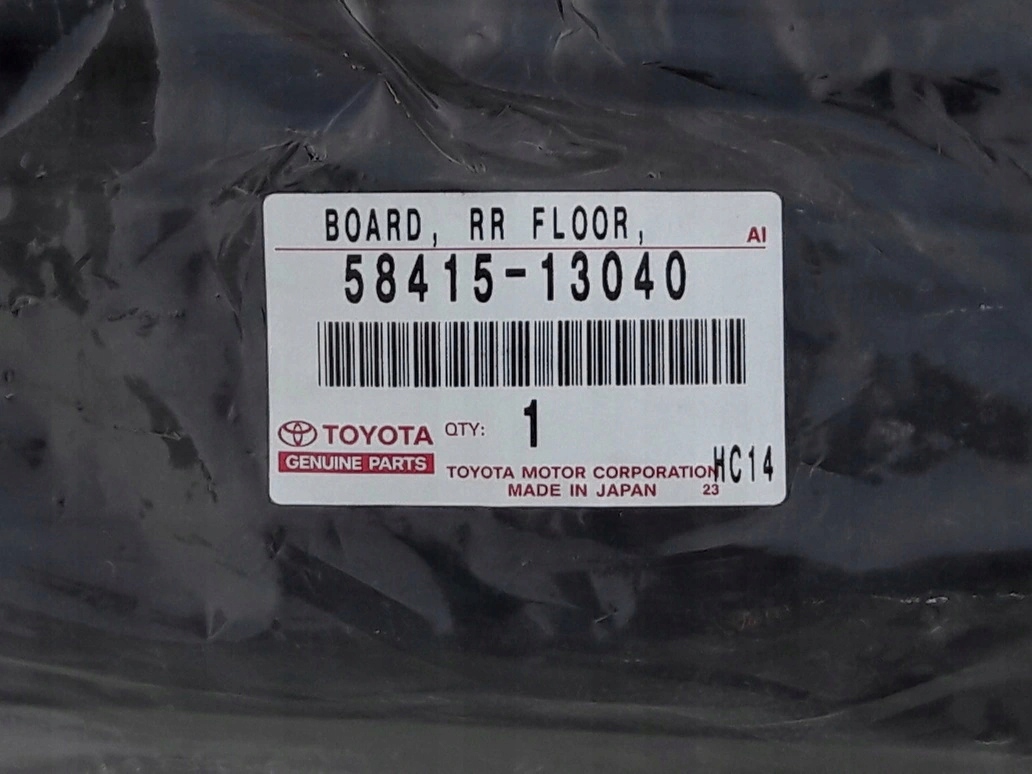 BOARD, RR FLOOR,
AI
58415-13040
TOYOTA QTY: 1
GENUINE PARTS
TOYOTA MOTOR CORPORATION HC14
MADE IN JAPAN 23